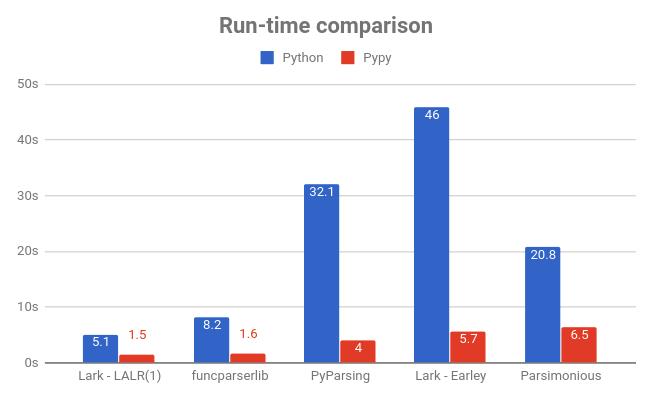 Run-time comparison
Python Pypy
50s
40s
30s
20s
10s
0s
5.1 1.5 8.2 1.6 32.1 4 46 5.7 20.8 6.5
Lark - LALR(1) funcparserlib PyParsing Lark - Earley Parsimonious